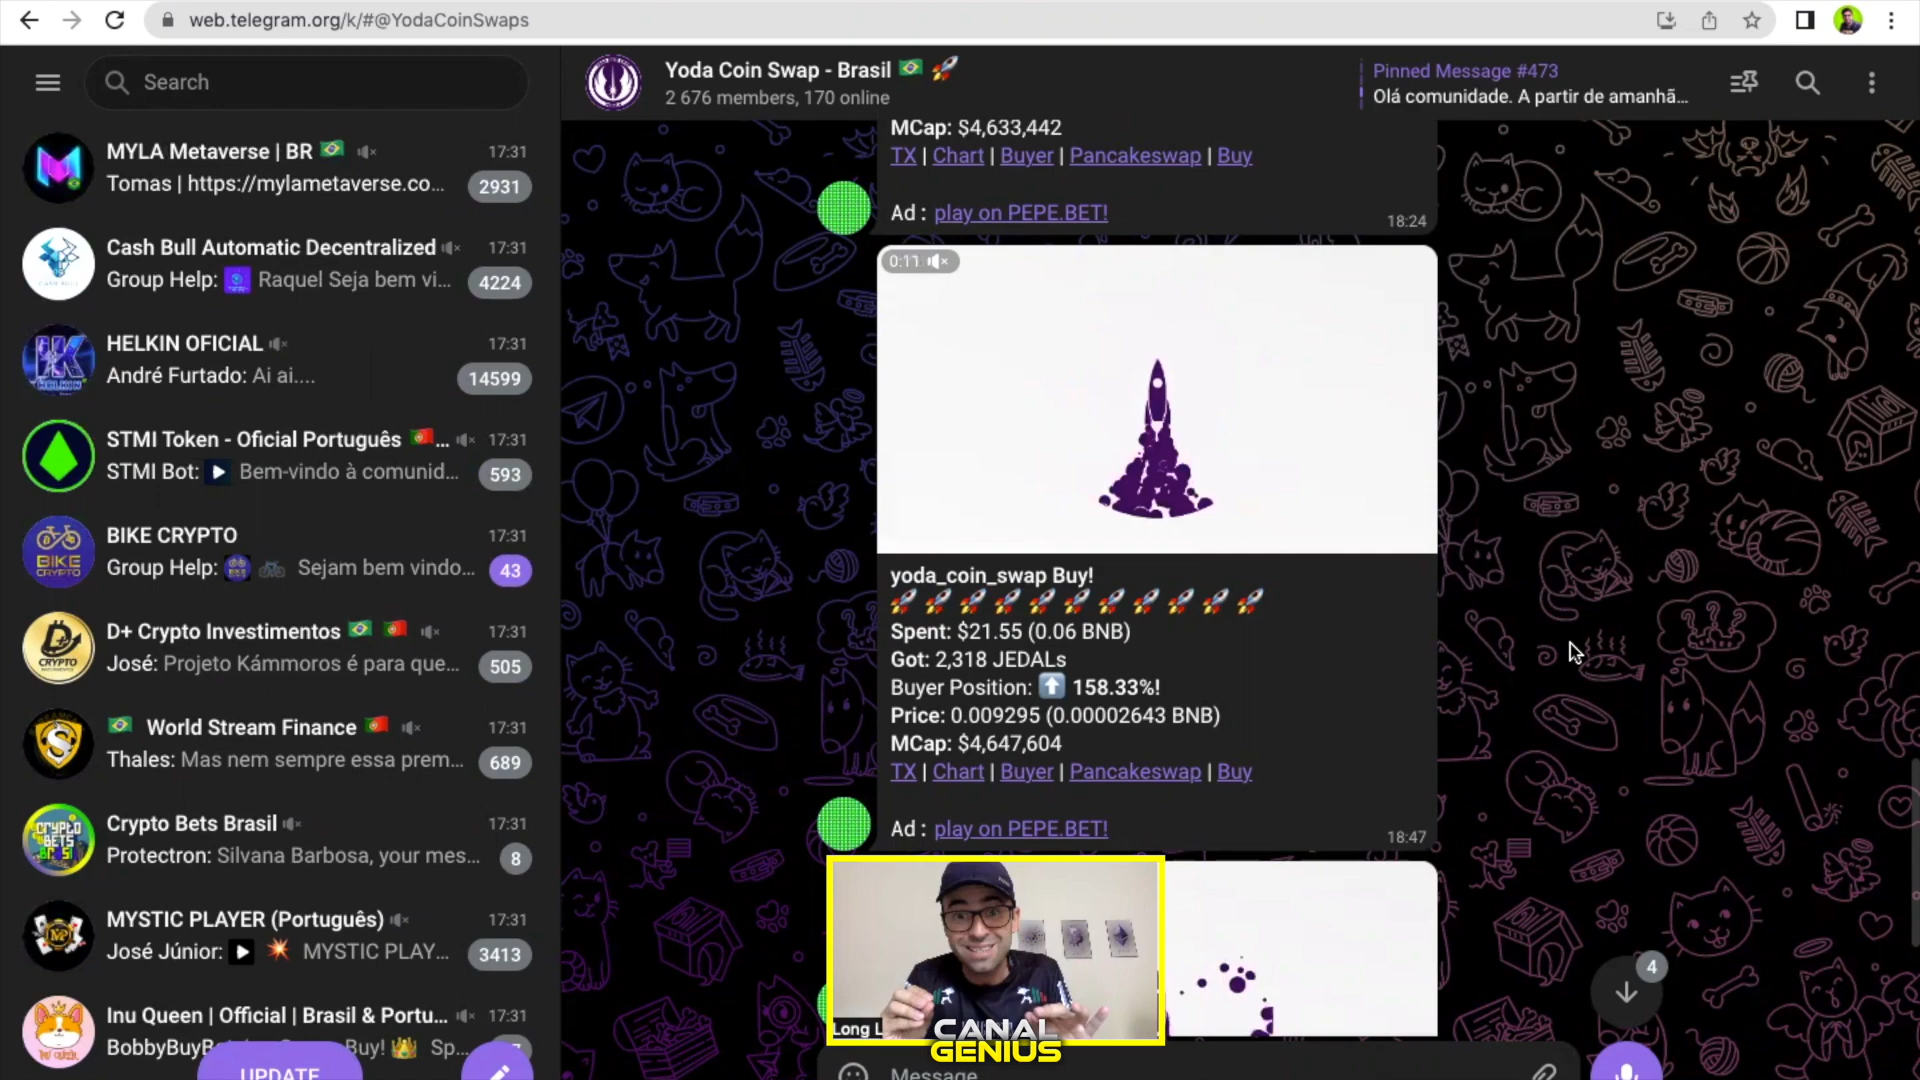 web.telegram.org/k/#@YodaCoinSwaps
Search
MYLA Metaverse | BR 17:31
Tomas | https://mylametaverse.co... 2931
Cash Bull Automatic Decentralized 17:31
Group Help: Raquel Seja bem vi... 4224
HELKIN OFICIAL 17:31
André Furtado: Ai ai.... 14599
STMI Token - Oficial Português ... 17:31
STMI Bot: Bem-vindo à comunid... 593
BIKE CRYPTO 17:31
Group Help: Sejam bem vindo... 43
D+ Crypto Investimentos 17:31
José: Projeto Kámmoros é para que... 505
World Stream Finance 17:31
Thales: Mas nem sempre essa prem... 689
Crypto Bets Brasil 17:31
Protectron: Silvana Barbosa, your mes... 8
MYSTIC PLAYER (Português) 17:31
José Júnior: MYSTIC PLAY... 3413
Inu Queen | Official | Brasil & Portu... 17:31
BobbyBuyB Buy! Sp...
UPDATE
Yoda Coin Swap - Brasil
2 676 members, 170 online
Pinned Message #473
Olá comunidade. A partir de amanhã...
MCap: $4,633,442
TX | Chart | Buyer | Pancakeswap | Buy
Ad : play on PEPE.BET!
18:24
0:11
yoda_coin_swap Buy!
Spent: $21.55 (0.06 BNB)
Got: 2,318 JEDALs
Buyer Position: 158.33%!
Price: 0.009295 (0.00002643 BNB)
MCap: $4,647,604
TX | Chart | Buyer | Pancakeswap | Buy
Ad : play on PEPE.BET!
18:47
4
Long L
CANAL
GENIUS
Message